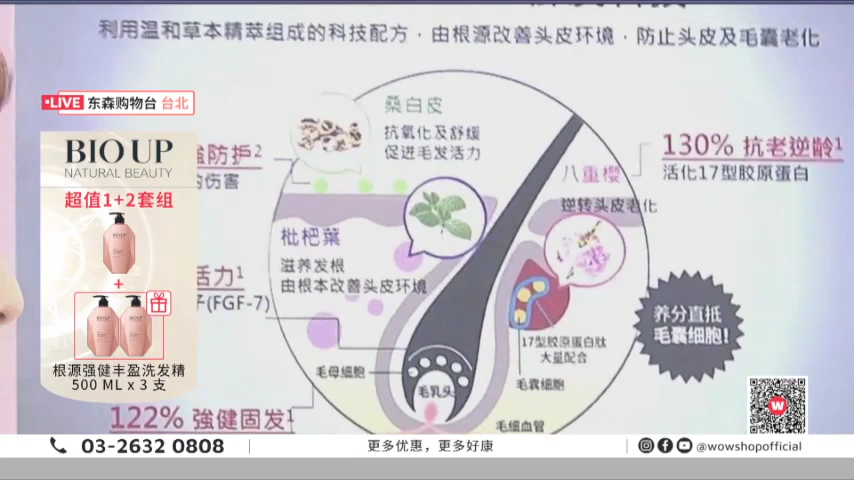 利用温和草本精萃组成的科技配方，由根源改善头皮环境，防止头皮及毛囊老化
LIVE 东森购物台 台北
BIO UP
NATURAL BEAUTY
超值1+2套组
+
根源强健丰盈洗发精
500 ML x 3 支
強防护²
的伤害
活力¹
子(FGF-7)
122% 強健固发¹
桑白皮
抗氧化及舒缓
促进毛发活力
枇杷葉
滋养发根
由根本改善头皮环境
八重櫻
逆转头皮老化
130% 抗老逆龄¹
活化17型胶原蛋白
17型胶原蛋白肽
大量配合
毛母细胞
毛囊细胞
毛乳头
毛细血管
养分直抵
毛囊细胞!
03-2632 0808
更多优惠，更多好康
@wowshopofficial